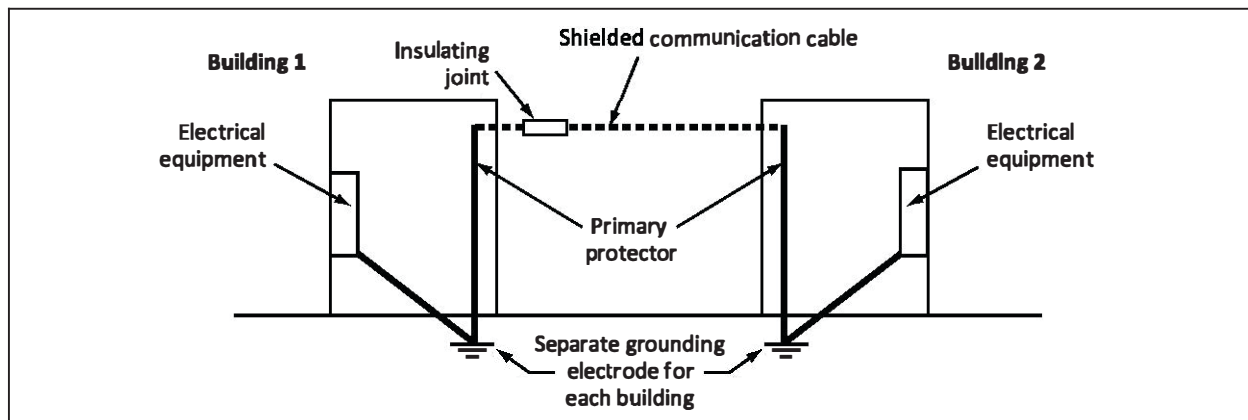 Building 1
Insulating
joint
Shielded communication cable
Building 2
Electrical
equipment
Electrical
equipment
Primary
protector
Separate grounding
electrode for
each building